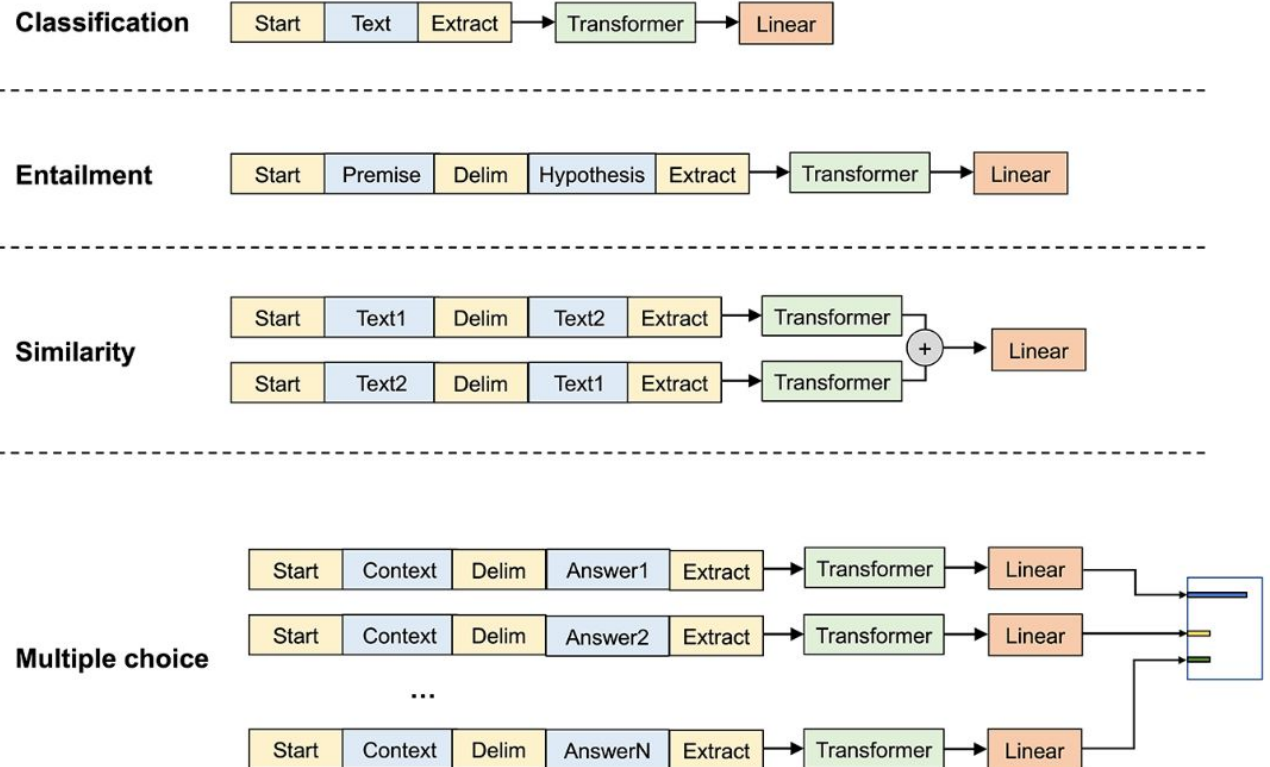 Classification Start Text Extract Transformer Linear
Entailment Start Premise Delim Hypothesis Extract Transformer Linear
Start Text1 Delim Text2 Extract Transformer
Similarity + Linear
Start Text2 Delim Text1 Extract Transformer
Start Context Delim Answer1 Extract Transformer Linear
Start Context Delim Answer2 Extract Transformer Linear
Multiple choice
...
Start Context Delim AnswerN Extract Transformer Linear